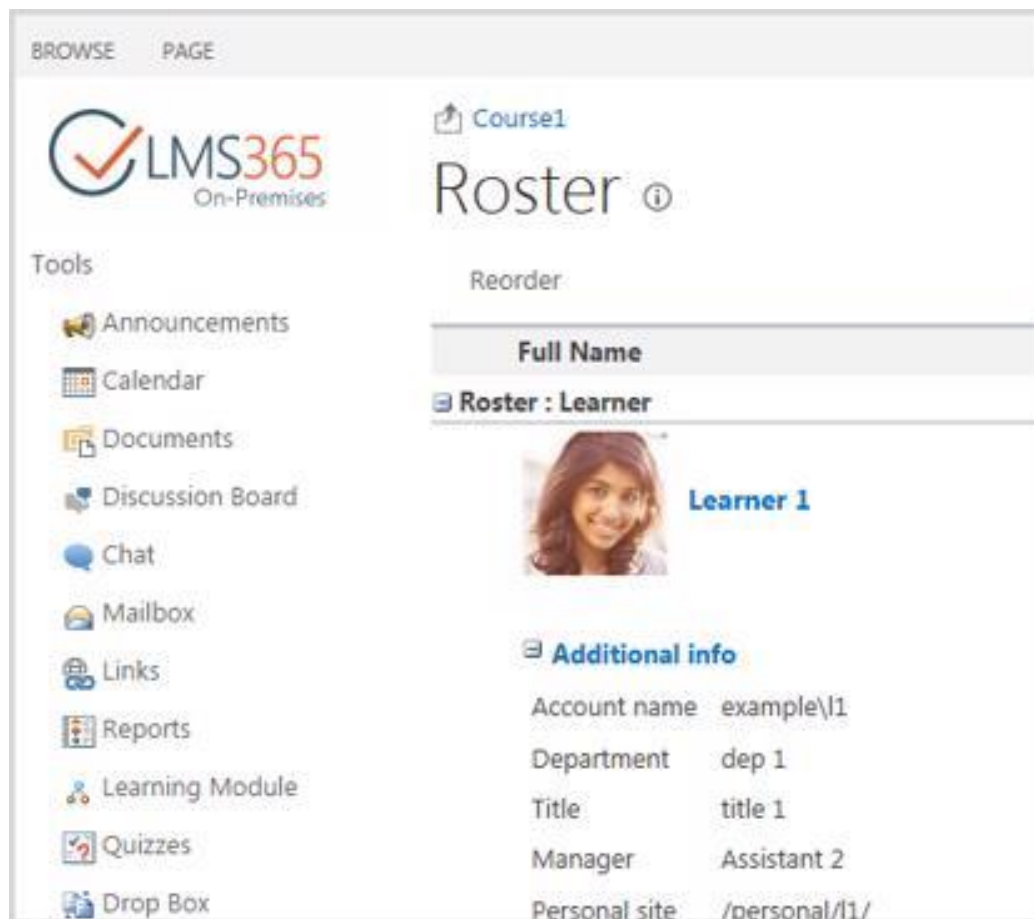 BROWSE PAGE
LMS365
On-Premises
Course1
Roster
Tools
Announcements
Calendar
Documents
Discussion Board
Chat
Mailbox
Links
Reports
Learning Module
Quizzes
Drop Box
Reorder
Full Name
Roster : Learner
Learner 1
Additional info
Account name example\l1
Department dep 1
Title title 1
Manager Assistant 2
Personal site /personal/l1/